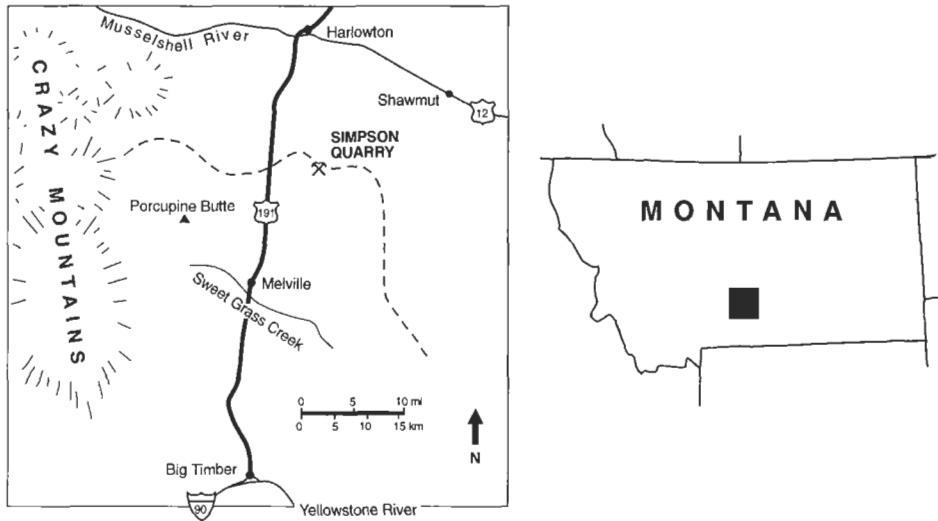 Musselshell River
Harlowton
CRAZY MOUNTAINS
Shawmut
12
SIMPSON
QUARRY
Porcupine Butte
191
Melville
Sweet Grass Creek
0 5 10 mi
0 5 10 15 km
N
Big Timber
90
Yellowstone River
MONTANA